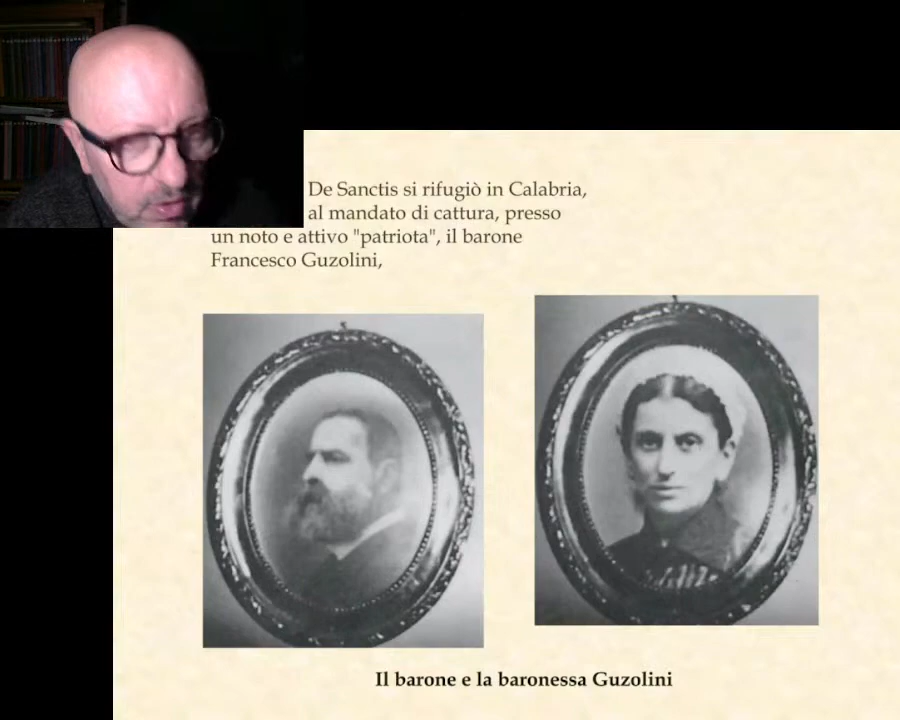 De Sanctis si rifugiò in Calabria,
al mandato di cattura, presso
un noto e attivo "patriota", il barone
Francesco Guzolini,
Il barone e la baronessa Guzolini